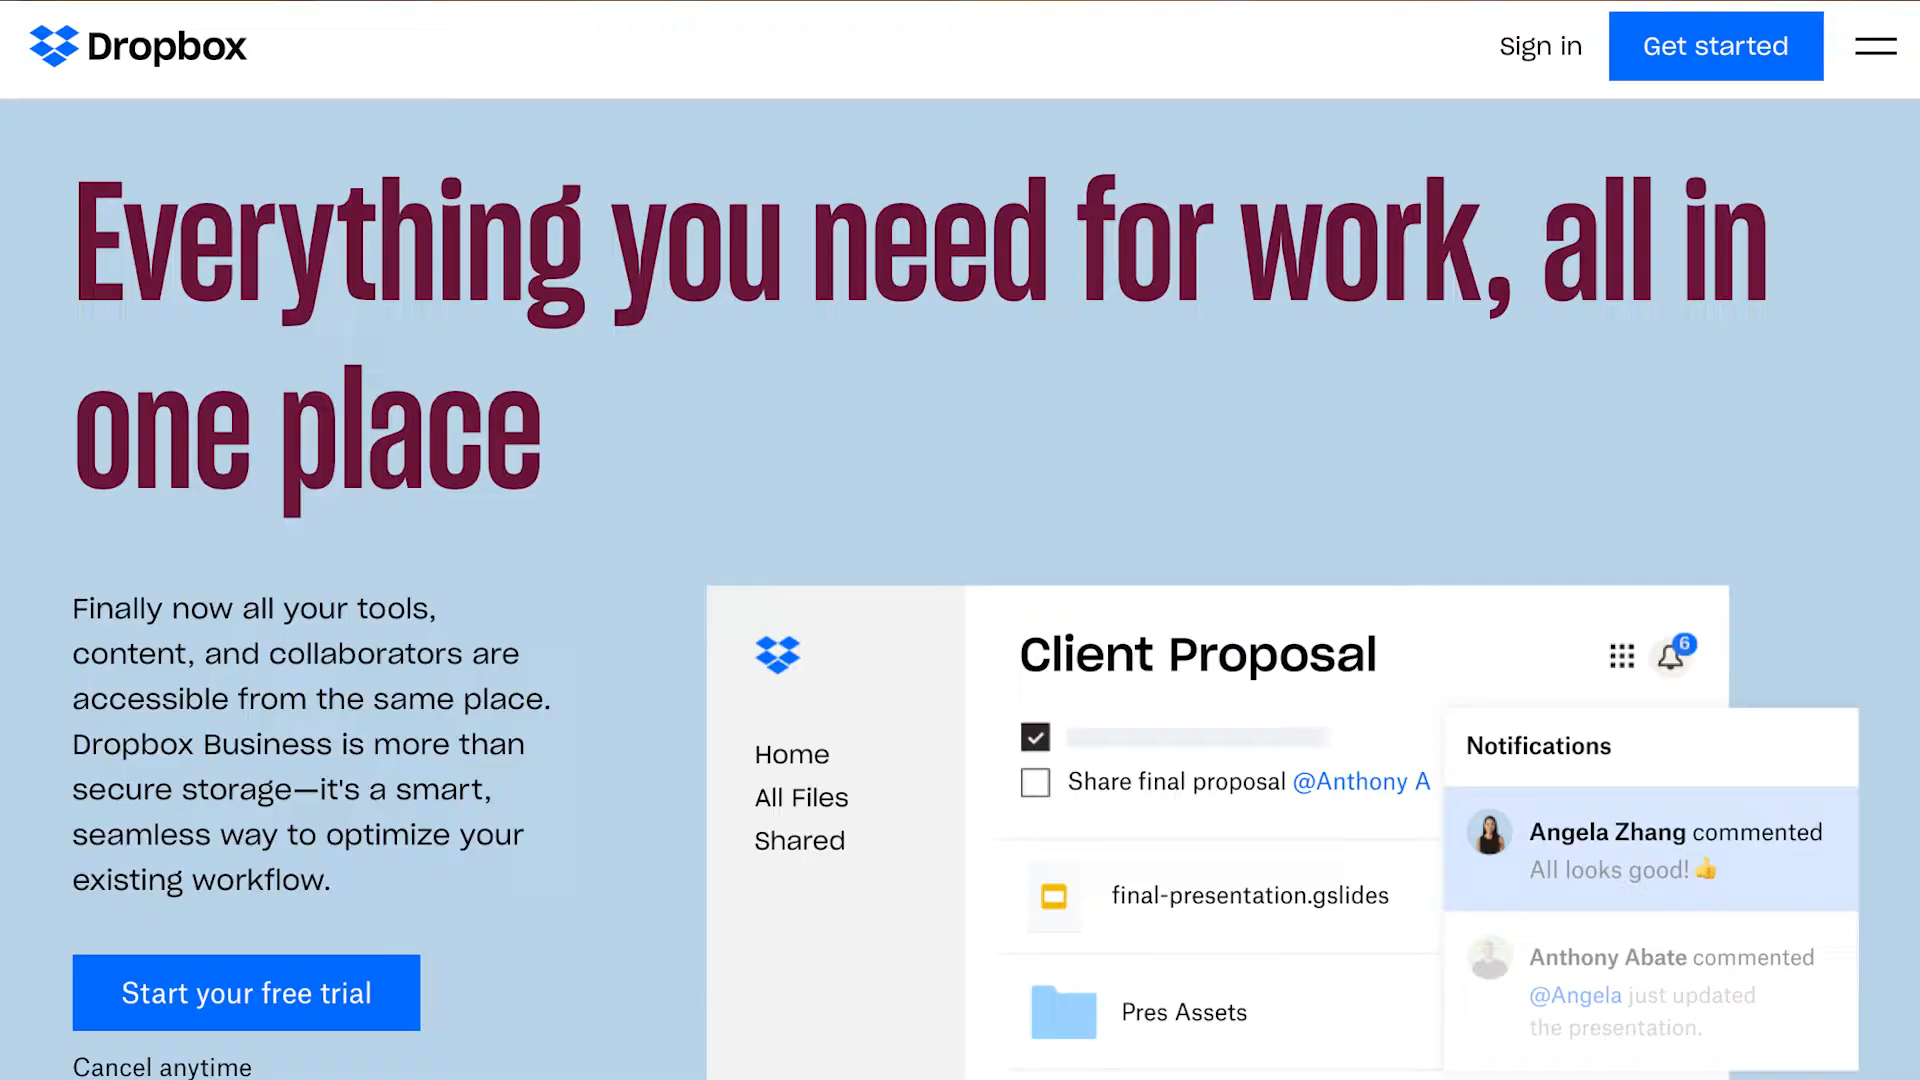 Dropbox
Sign in
Get started
Everything you need for work, all in
one place
Finally now all your tools,
content, and collaborators are
accessible from the same place.
Dropbox Business is more than
secure storage—it's a smart,
seamless way to optimize your
existing workflow.
Start your free trial
Cancel anytime
Home
All Files
Shared
Client Proposal
6
Share final proposal @Anthony A
final-presentation.gslides
Pres Assets
Notifications
Angela Zhang commented
All looks good! 👍
Anthony Abate commented
@Angela just updated
the presentation.